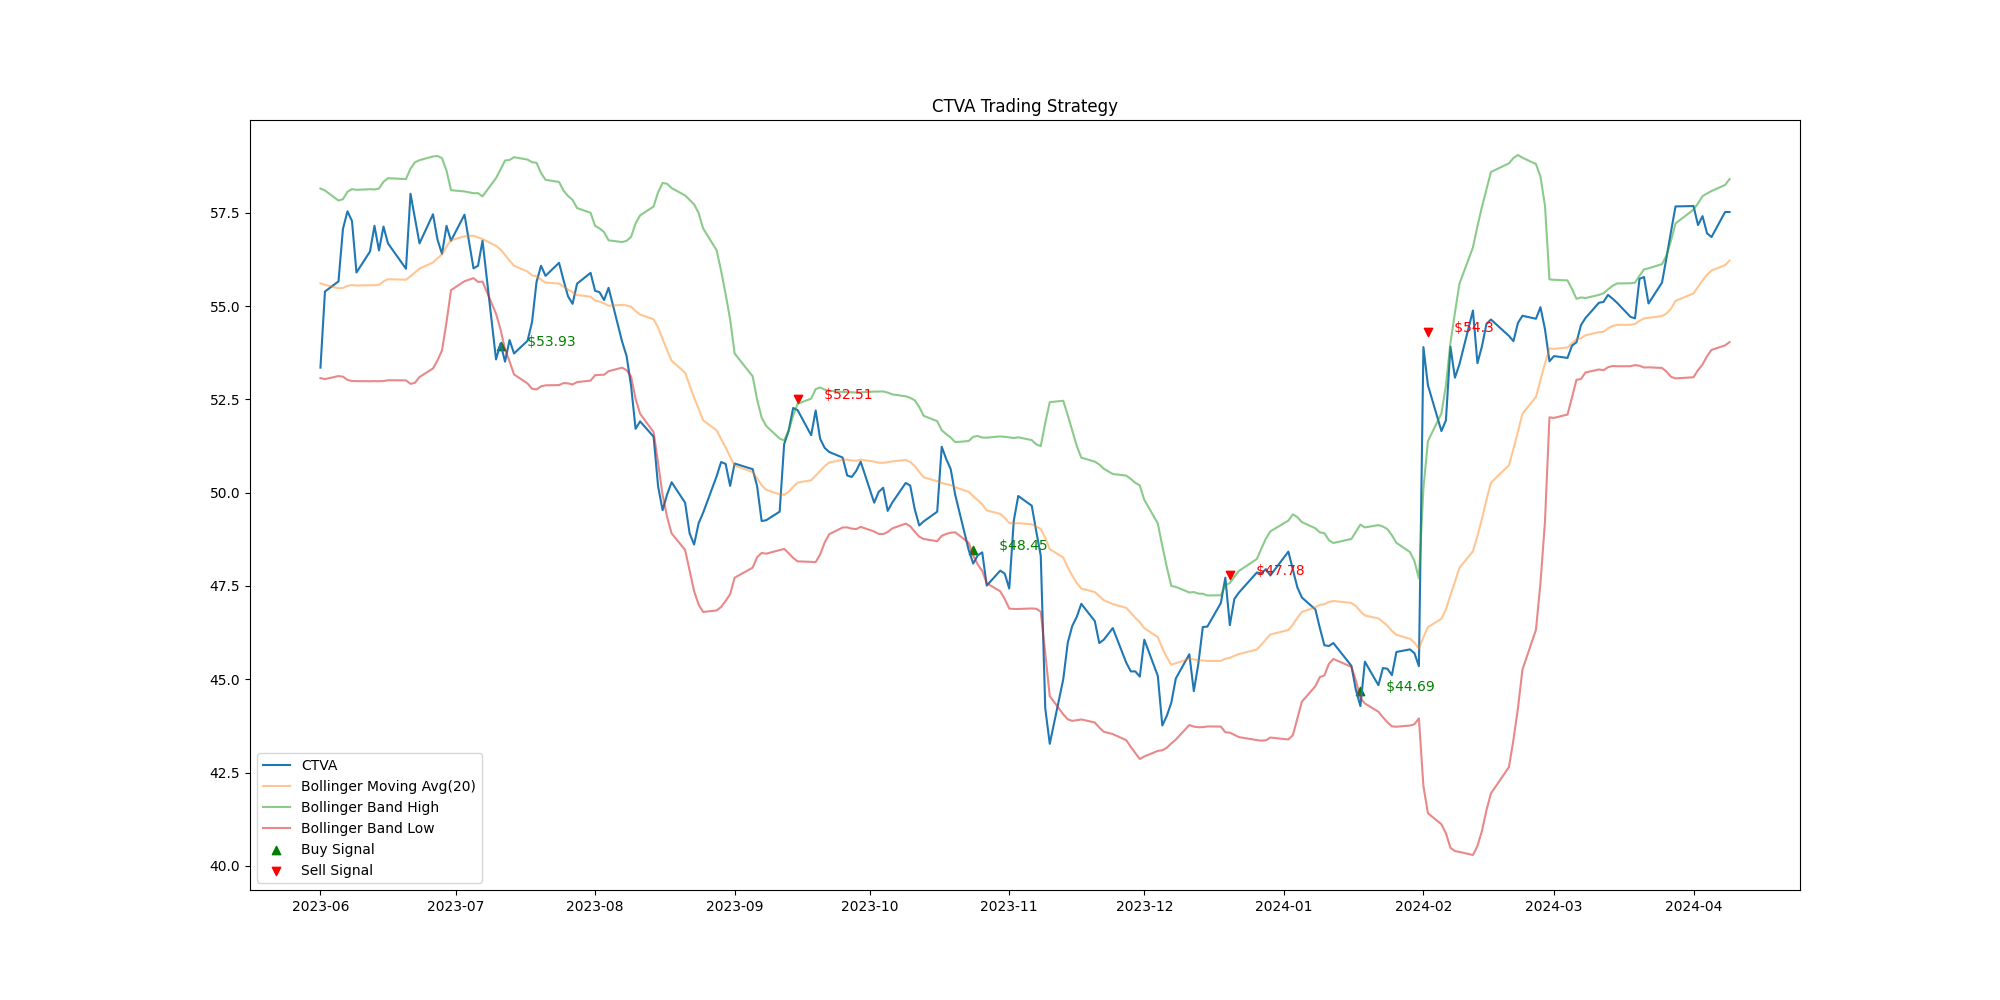 CTVA Trading Strategy
57.5
55.0
52.5
50.0
47.5
45.0
42.5
40.0
$53.93
$52.51
$48.45
$47.78
$44.69
$54.3
CTVA
Bollinger Moving Avg(20)
Bollinger Band High
Bollinger Band Low
Buy Signal
Sell Signal
2023-06 2023-07 2023-08 2023-09 2023-10 2023-11 2023-12 2024-01 2024-02 2024-03 2024-04